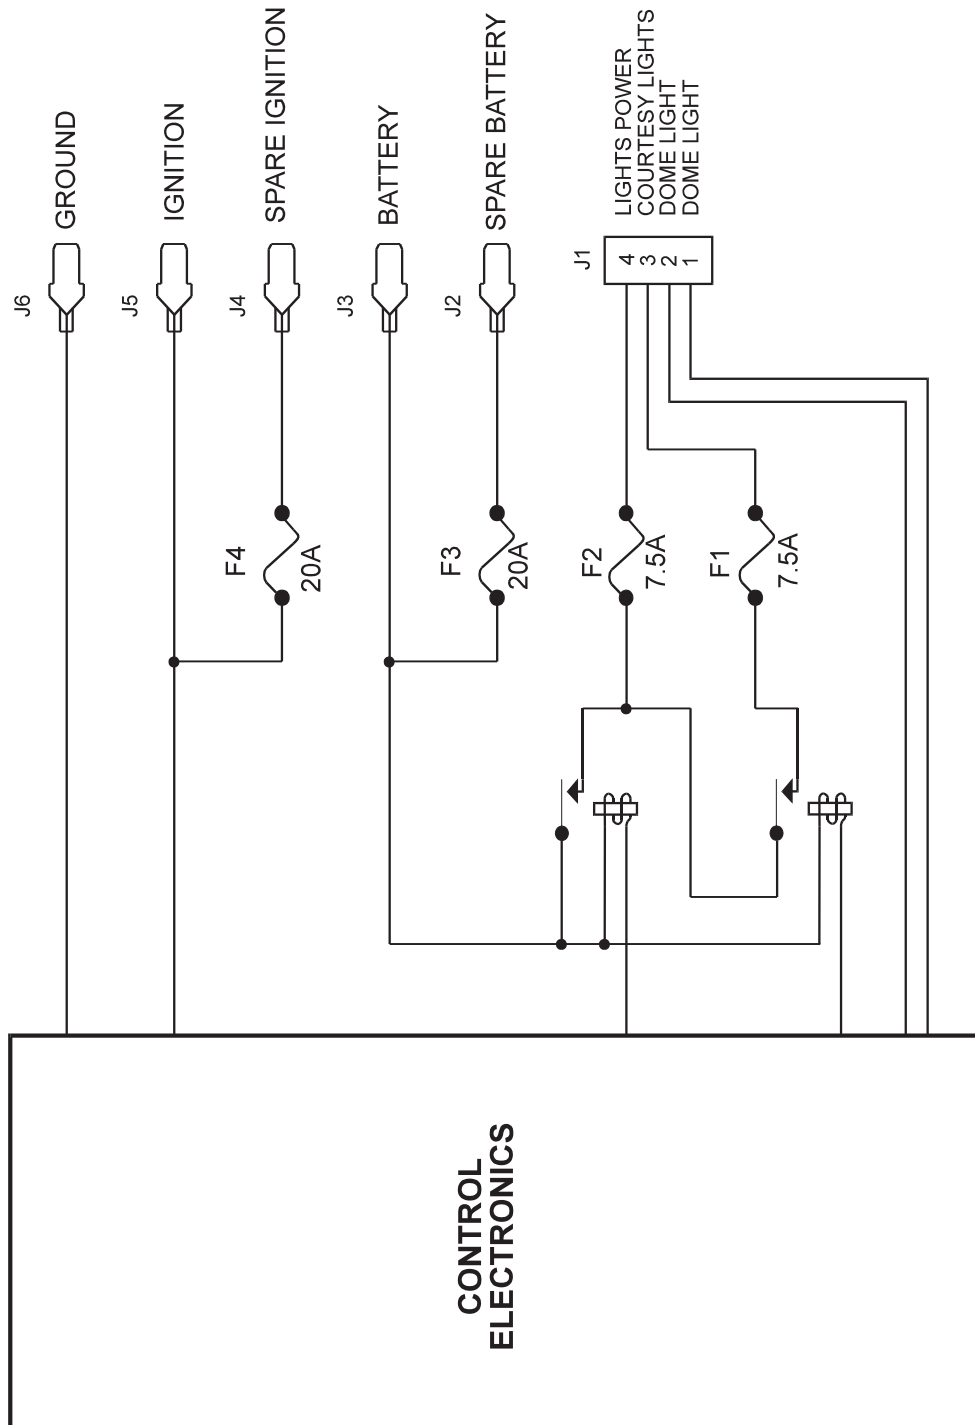 J6
GROUND
J5
IGNITION
J4
SPARE IGNITION
J3
BATTERY
J2
SPARE BATTERY
J1
4
LIGHTS POWER
3
COURTESY LIGHTS
2
DOME LIGHT
1
DOME LIGHT
F4
20A
F3
20A
F2
7.5A
F1
7.5A
CONTROL
ELECTRONICS